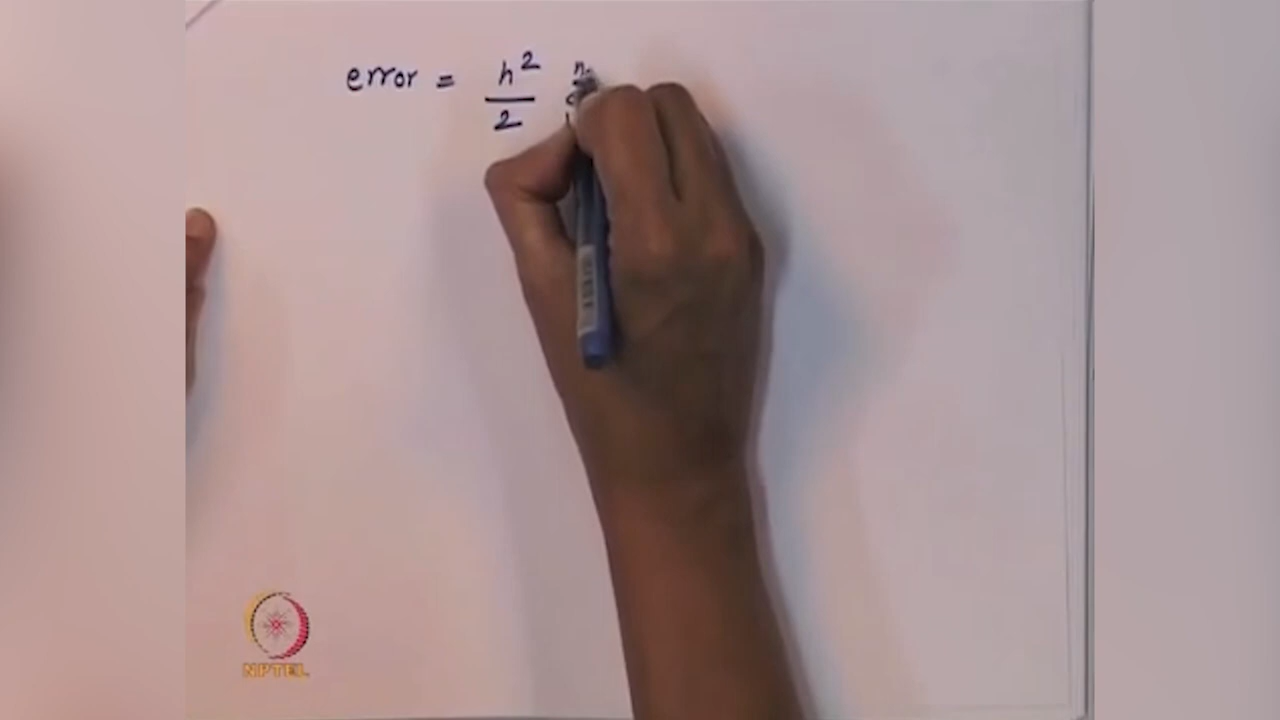 error = h² / 2
NPTEL